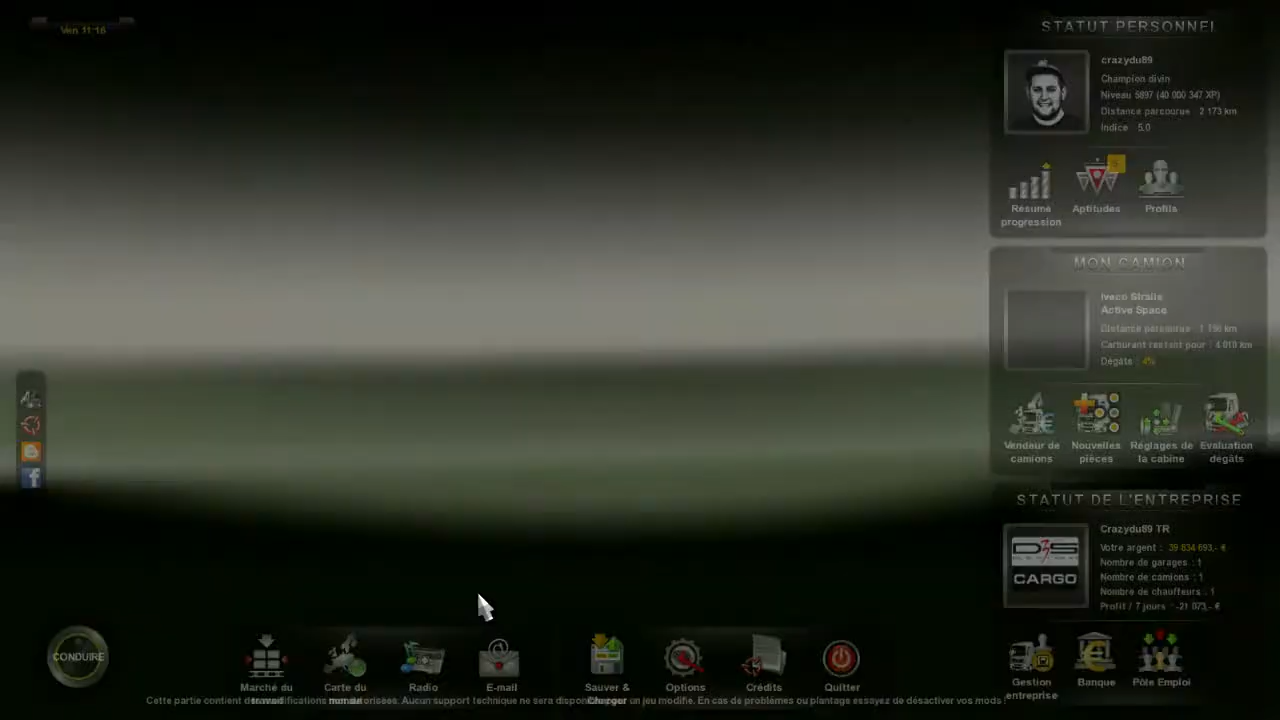 Ven 11:16
STATUT PERSONNEL
crazydu89
Champion divin
Niveau 5897 (40 000 347 XP)
Distance parcourue : 2 173 km
Indice : 5.0
Résumé progression
Aptitudes
Profils
MON CAMION
Iveco Stralis
Active Space
Distance parcourue : 1 190 km
Carburant restant pour : 4 010 km
Dégâts : 4%
Vendeur de camions
Nouvelles pièces
Réglages de la cabine
Evaluation dégâts
STATUT DE L'ENTREPRISE
Crazydu89 TR
Votre argent : 39 834 693,- €
Nombre de garages : 1
Nombre de camions : 1
Nombre de chauffeurs : 1
Profit / 7 jours : -21 073,- €
CARGO
Gestion entreprise
Banque
Pôle Emploi
CONDUIRE
Marché du travail
Carte du monde
Radio
E-mail
Sauver & Charger
Options
Crédits
Quitter
Cette partie contient des modifications non autorisées. Aucun support technique ne sera disponible pour un jeu modifié. En cas de problèmes ou plantage essayez de désactiver vos mods !